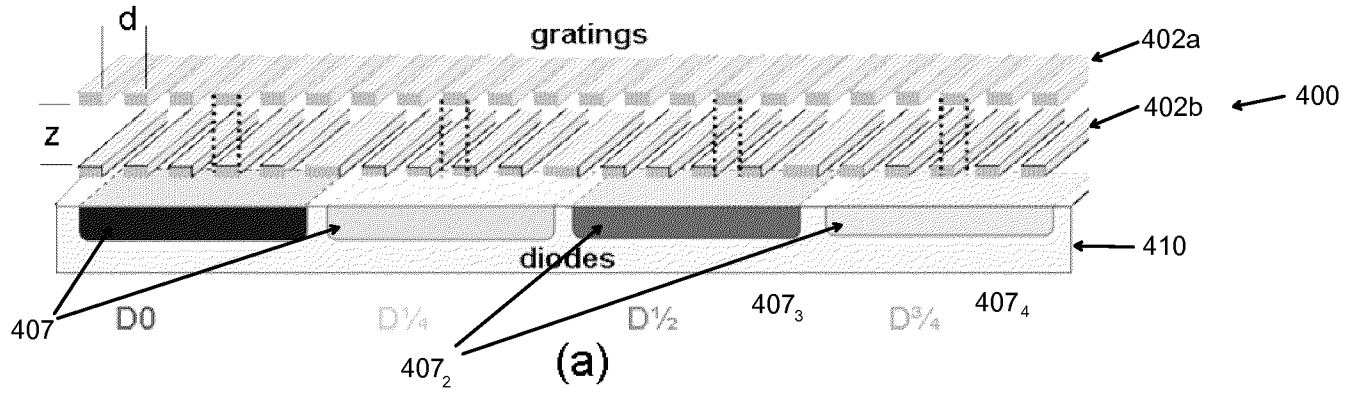 d
gratings
402a
z
402b
400
diodes
410
407
D0
D¼
407₂
D½
407₃
D¾
407₄
(a)